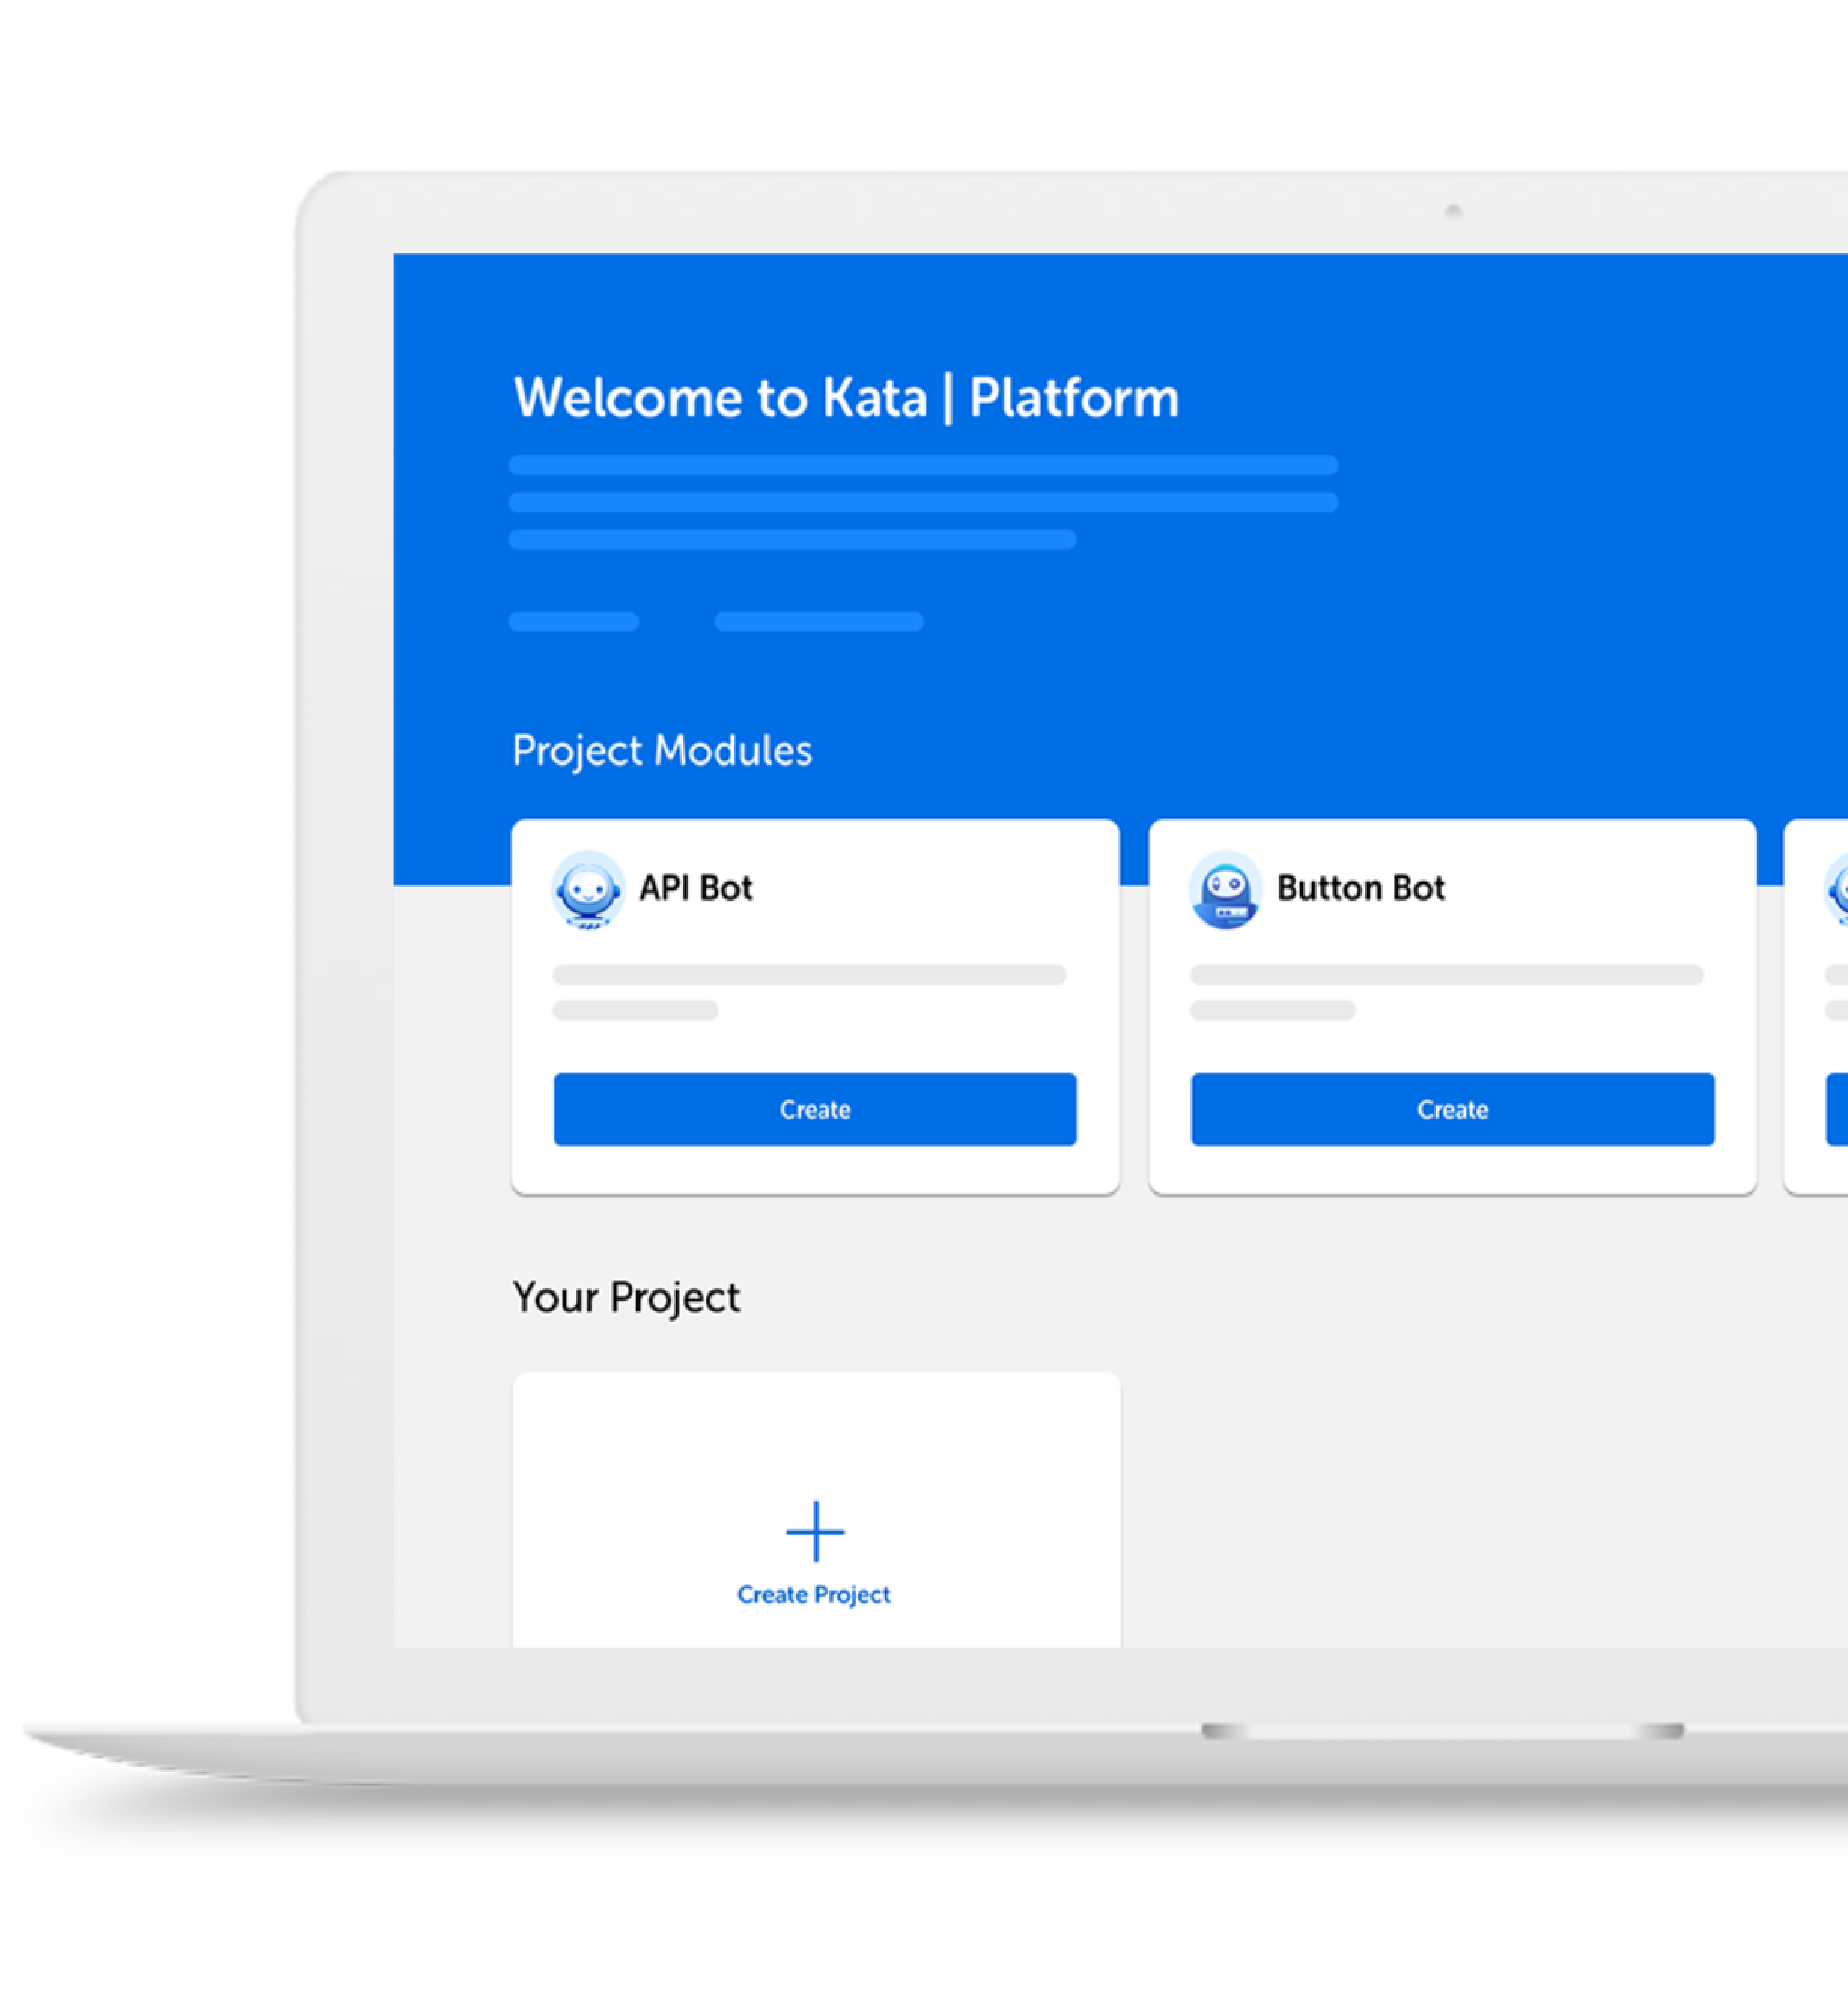 Welcome to Kata | Platform
Project Modules
API Bot
Button Bot
Create
Create
Your Project
Create Project